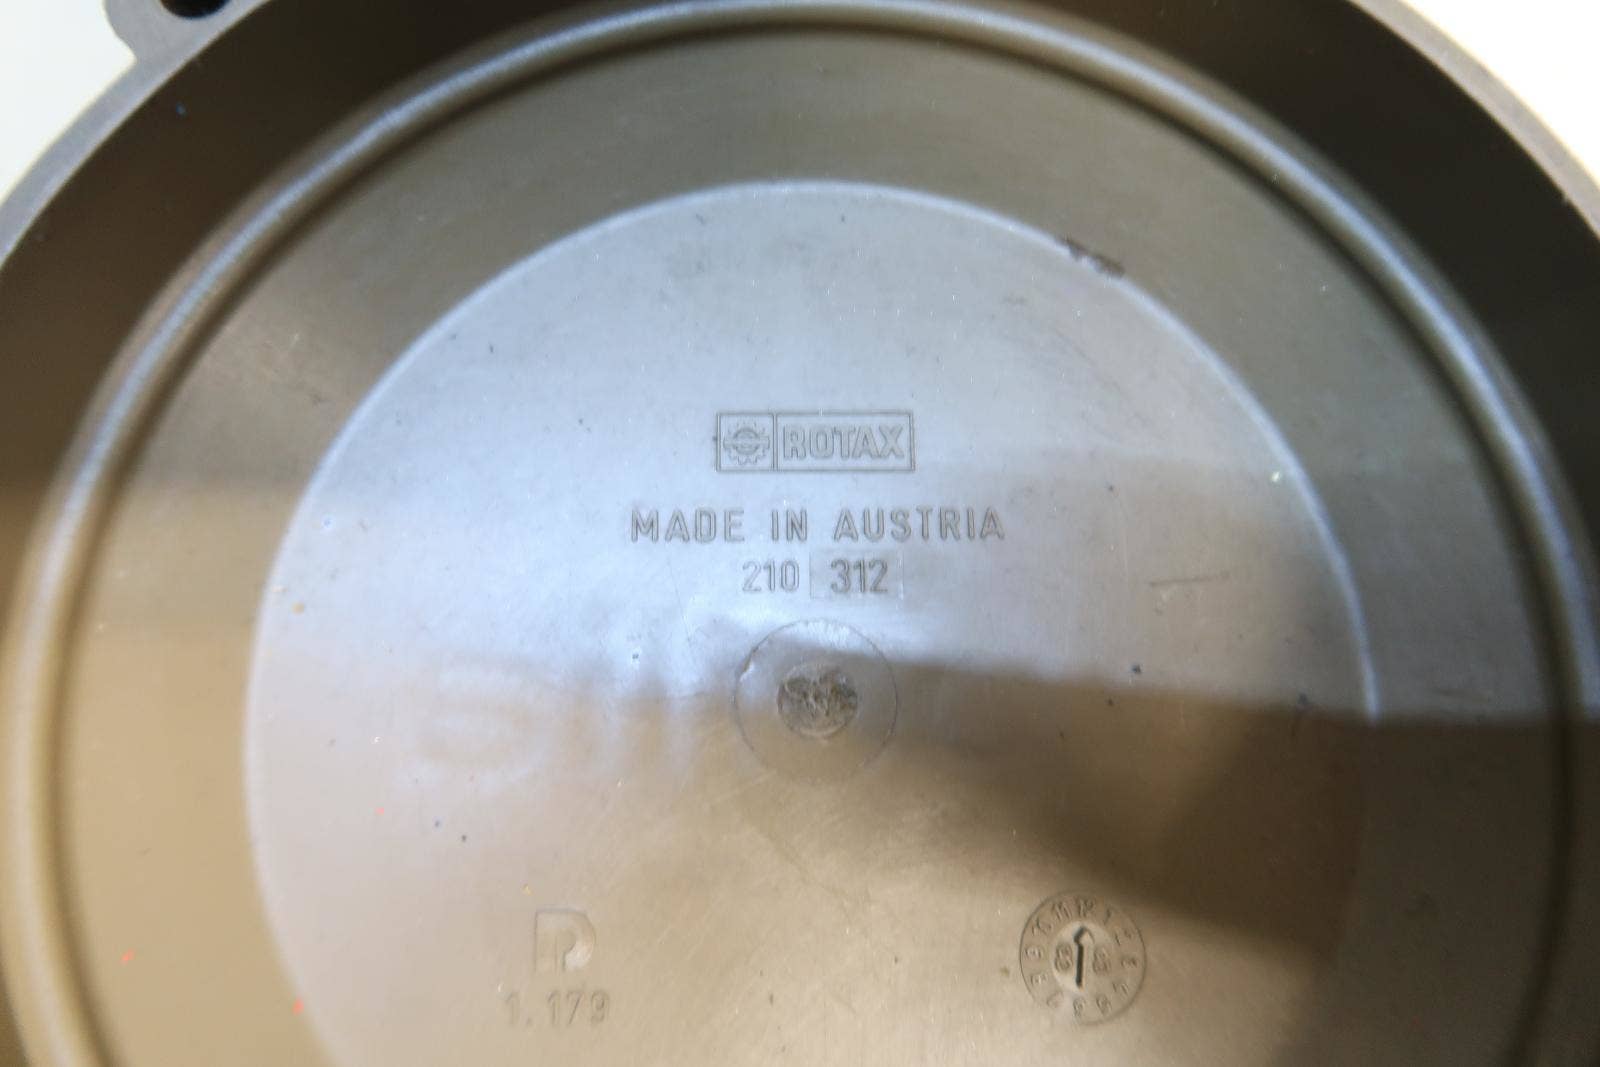 ROTAX
MADE IN AUSTRIA
210 312
1.179